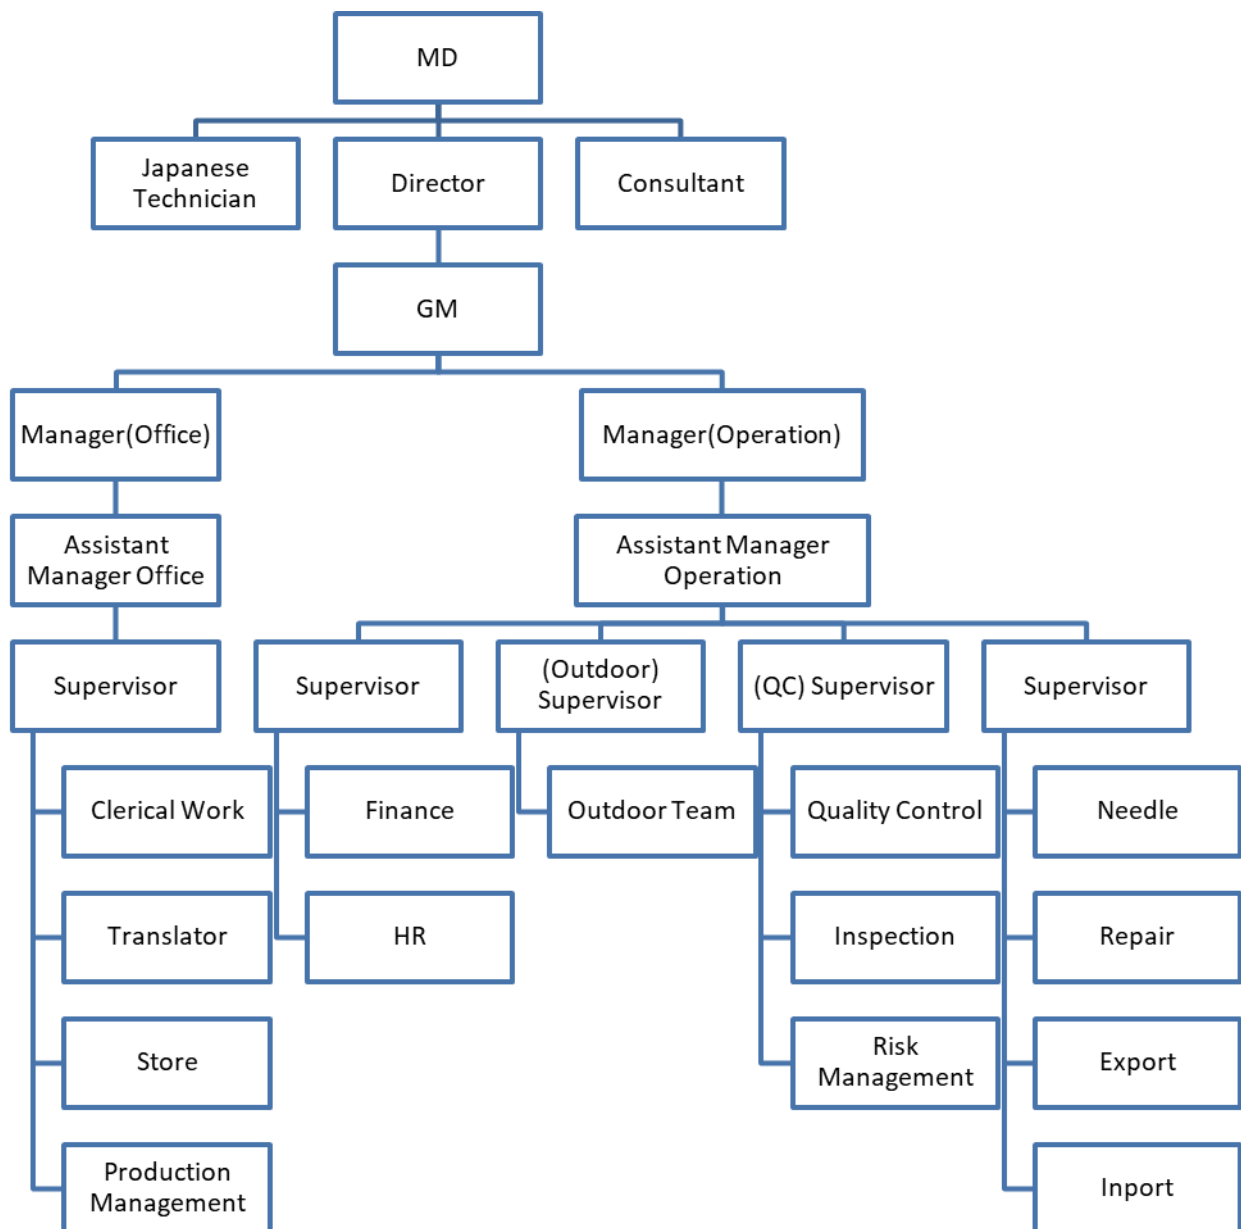 MD
Japanese
Technician
Director
Consultant
GM
Manager(Office)
Manager(Operation)
Assistant
Manager Office
Assistant Manager
Operation
Supervisor
Supervisor
(Outdoor)
Supervisor
(QC) Supervisor
Supervisor
Clerical Work
Finance
Outdoor Team
Quality Control
Needle
Translator
HR
Inspection
Repair
Store
Risk
Management
Export
Production
Management
Inport